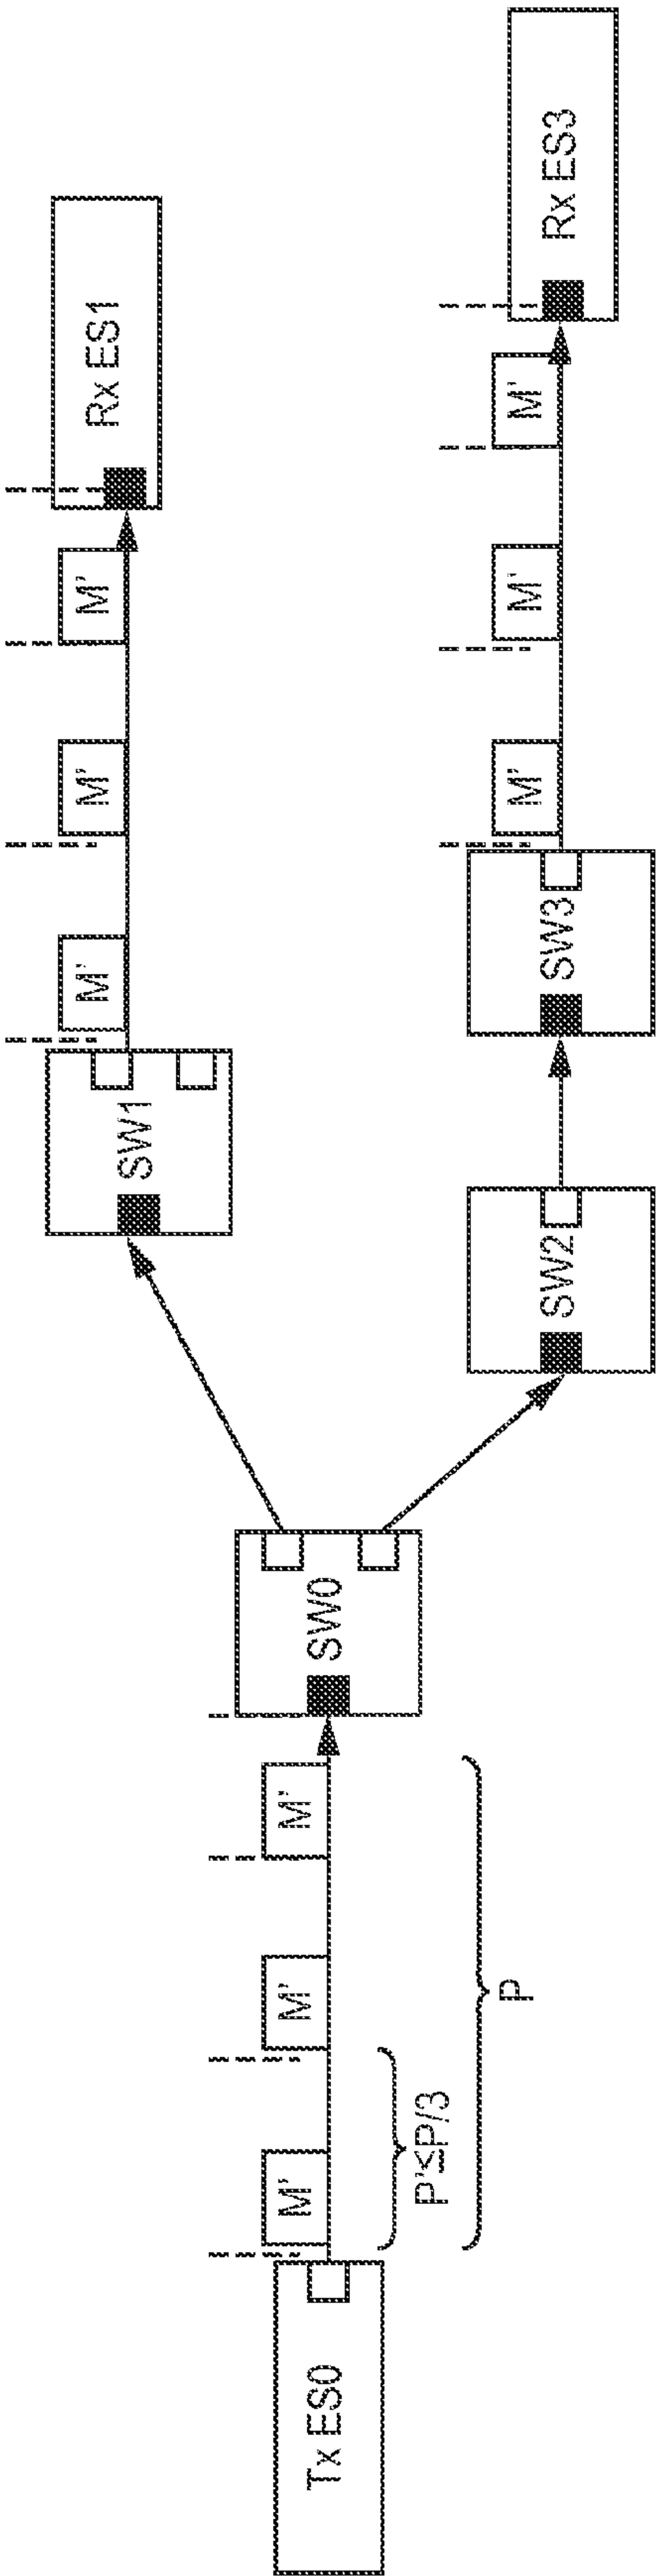 Tx ES0
M'
M'
M'
P'≤P/3
P
SW0
SW1
M'
M'
M'
Rx ES1
SW2
SW3
M'
M'
M'
Rx ES3